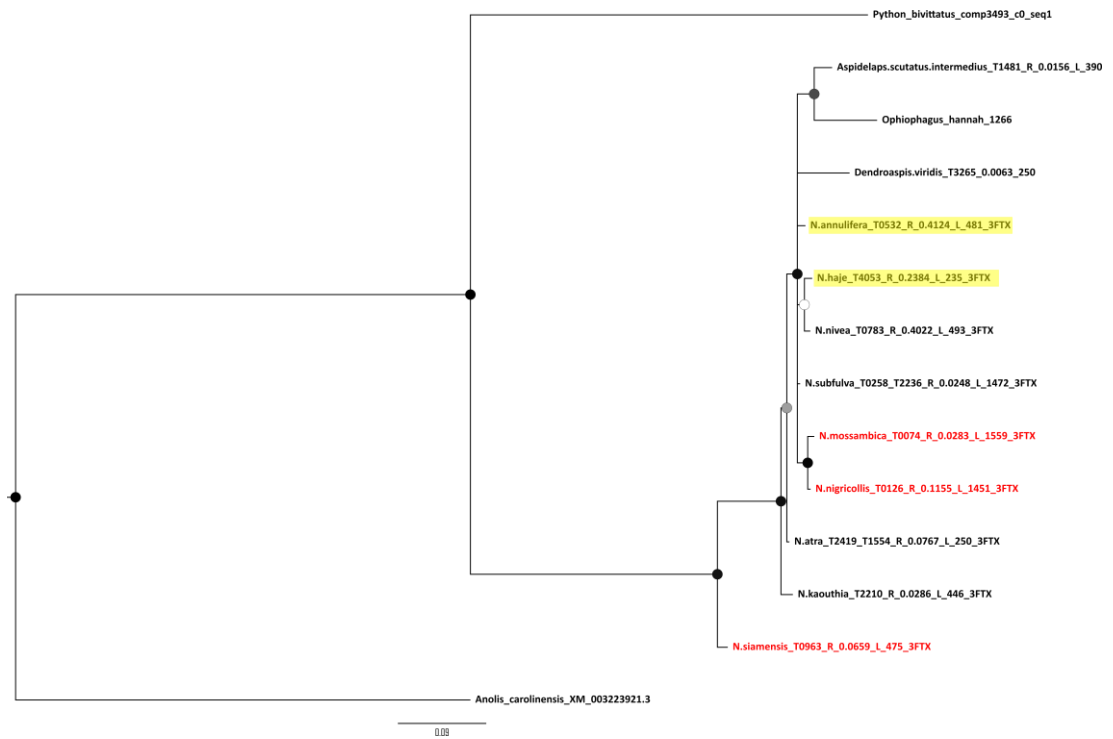 Python_bivittatus_comp3493_c0_seq1
Aspidelaps.scutatus.intermedius_T1481_R_0.0156_L_390
Ophiophagus_hannah_1266
Dendroaspis.viridis_T3265_0.0063_250
N.annulifera_T0532_R_0.4124_L_481_3FTX
N.haje_T4053_R_0.2384_L_235_3FTX
N.nivea_T0783_R_0.4022_L_493_3FTX
N.subfulva_T0258_T2236_R_0.0248_L_1472_3FTX
N.mossambica_T0074_R_0.0283_L_1559_3FTX
N.nigricollis_T0126_R_0.1155_L_1451_3FTX
N.atra_T2419_T1554_R_0.0767_L_250_3FTX
N.kaouthia_T2210_R_0.0286_L_446_3FTX
N.siamensis_T0963_R_0.0659_L_475_3FTX
Anolis_carolinensis_XM_003223921.3
0.09